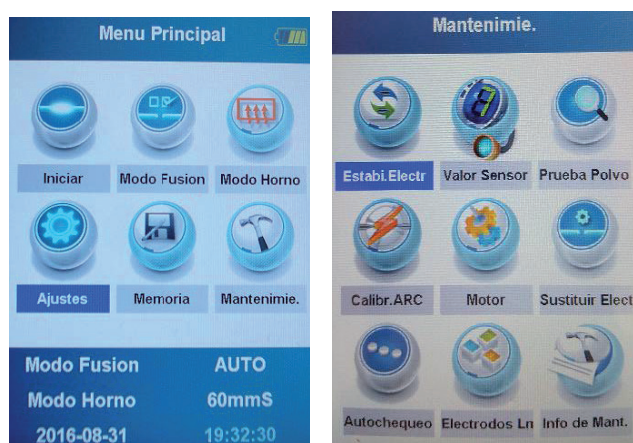 Menu Principal
Iniciar Modo Fusion Modo Horno
Ajustes Memoria Mantenimie.
Modo Fusion AUTO
Modo Horno 60mmS
2016-08-31 19:32:30
Mantenimie.
Estabi.Electr Valor Sensor Prueba Polvo
Calibr.ARC Motor Sustituir Elect
Autochequeo Electrodos Ln Info de Mant.